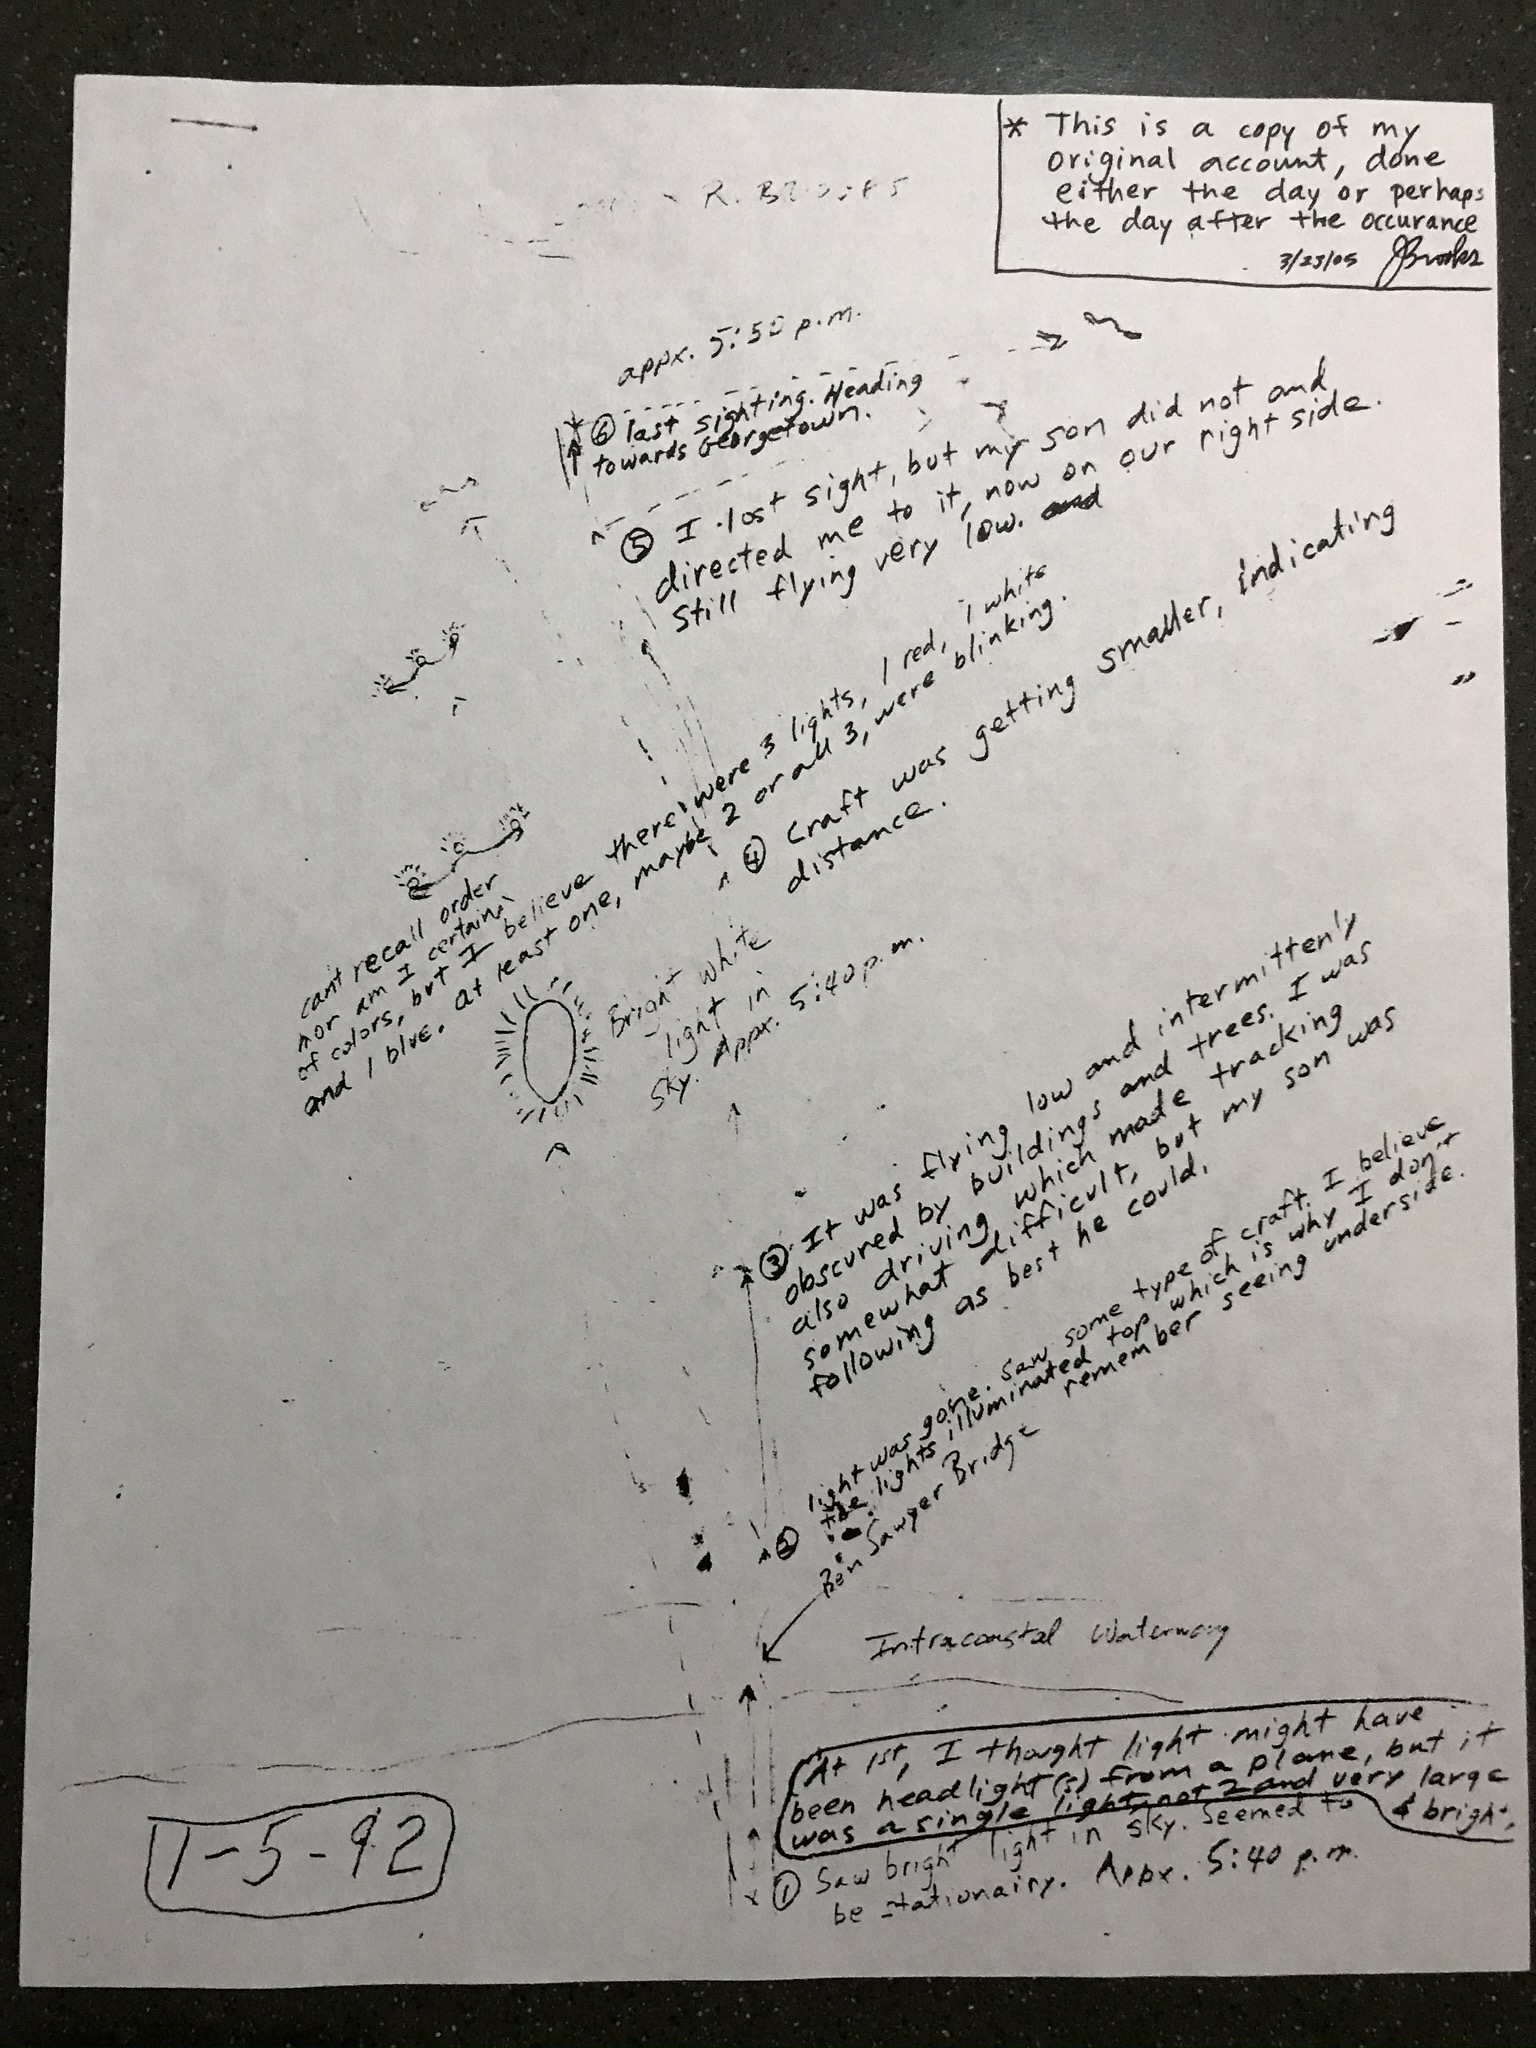 * This is a copy of my
original account, done
either the day or perhaps
the day after the occurance
3/23/05 JBrooks
R.
appx. 5:50 p.m.
⑥ last sighting. Heading
towards Georgetown.
⑤ I lost sight, but my son did not and
directed me to it, now on our right side.
Still flying very low. and
④ Craft was getting smaller, indicating
distance.
cant recall order
nor am I certain
of colors, but I believe there were 3 lights, 1 red, 1 white
and 1 blue. at least one, maybe 2 or all 3, were blinking.
Bright white
light in
sky. Appx. 5:40 p.m.
③ It was flying low and intermittenly
obscured by buildings and trees. I was
also driving which made tracking
somewhat difficult, but my son was
following as best he could.
② light was gone. Saw some type of craft. I believe
the lights illuminated top which is why I don't
remember seeing underside.
Ben Sawyer Bridge
Intracoastal Waterway
At 1st, I thought light might have
been headlight(s) from a plane, but it
was a single light, not 2 and very large
& bright.
① Saw bright light in sky. Seemed to
be stationairy. Appx. 5:40 p.m.
1-5-92